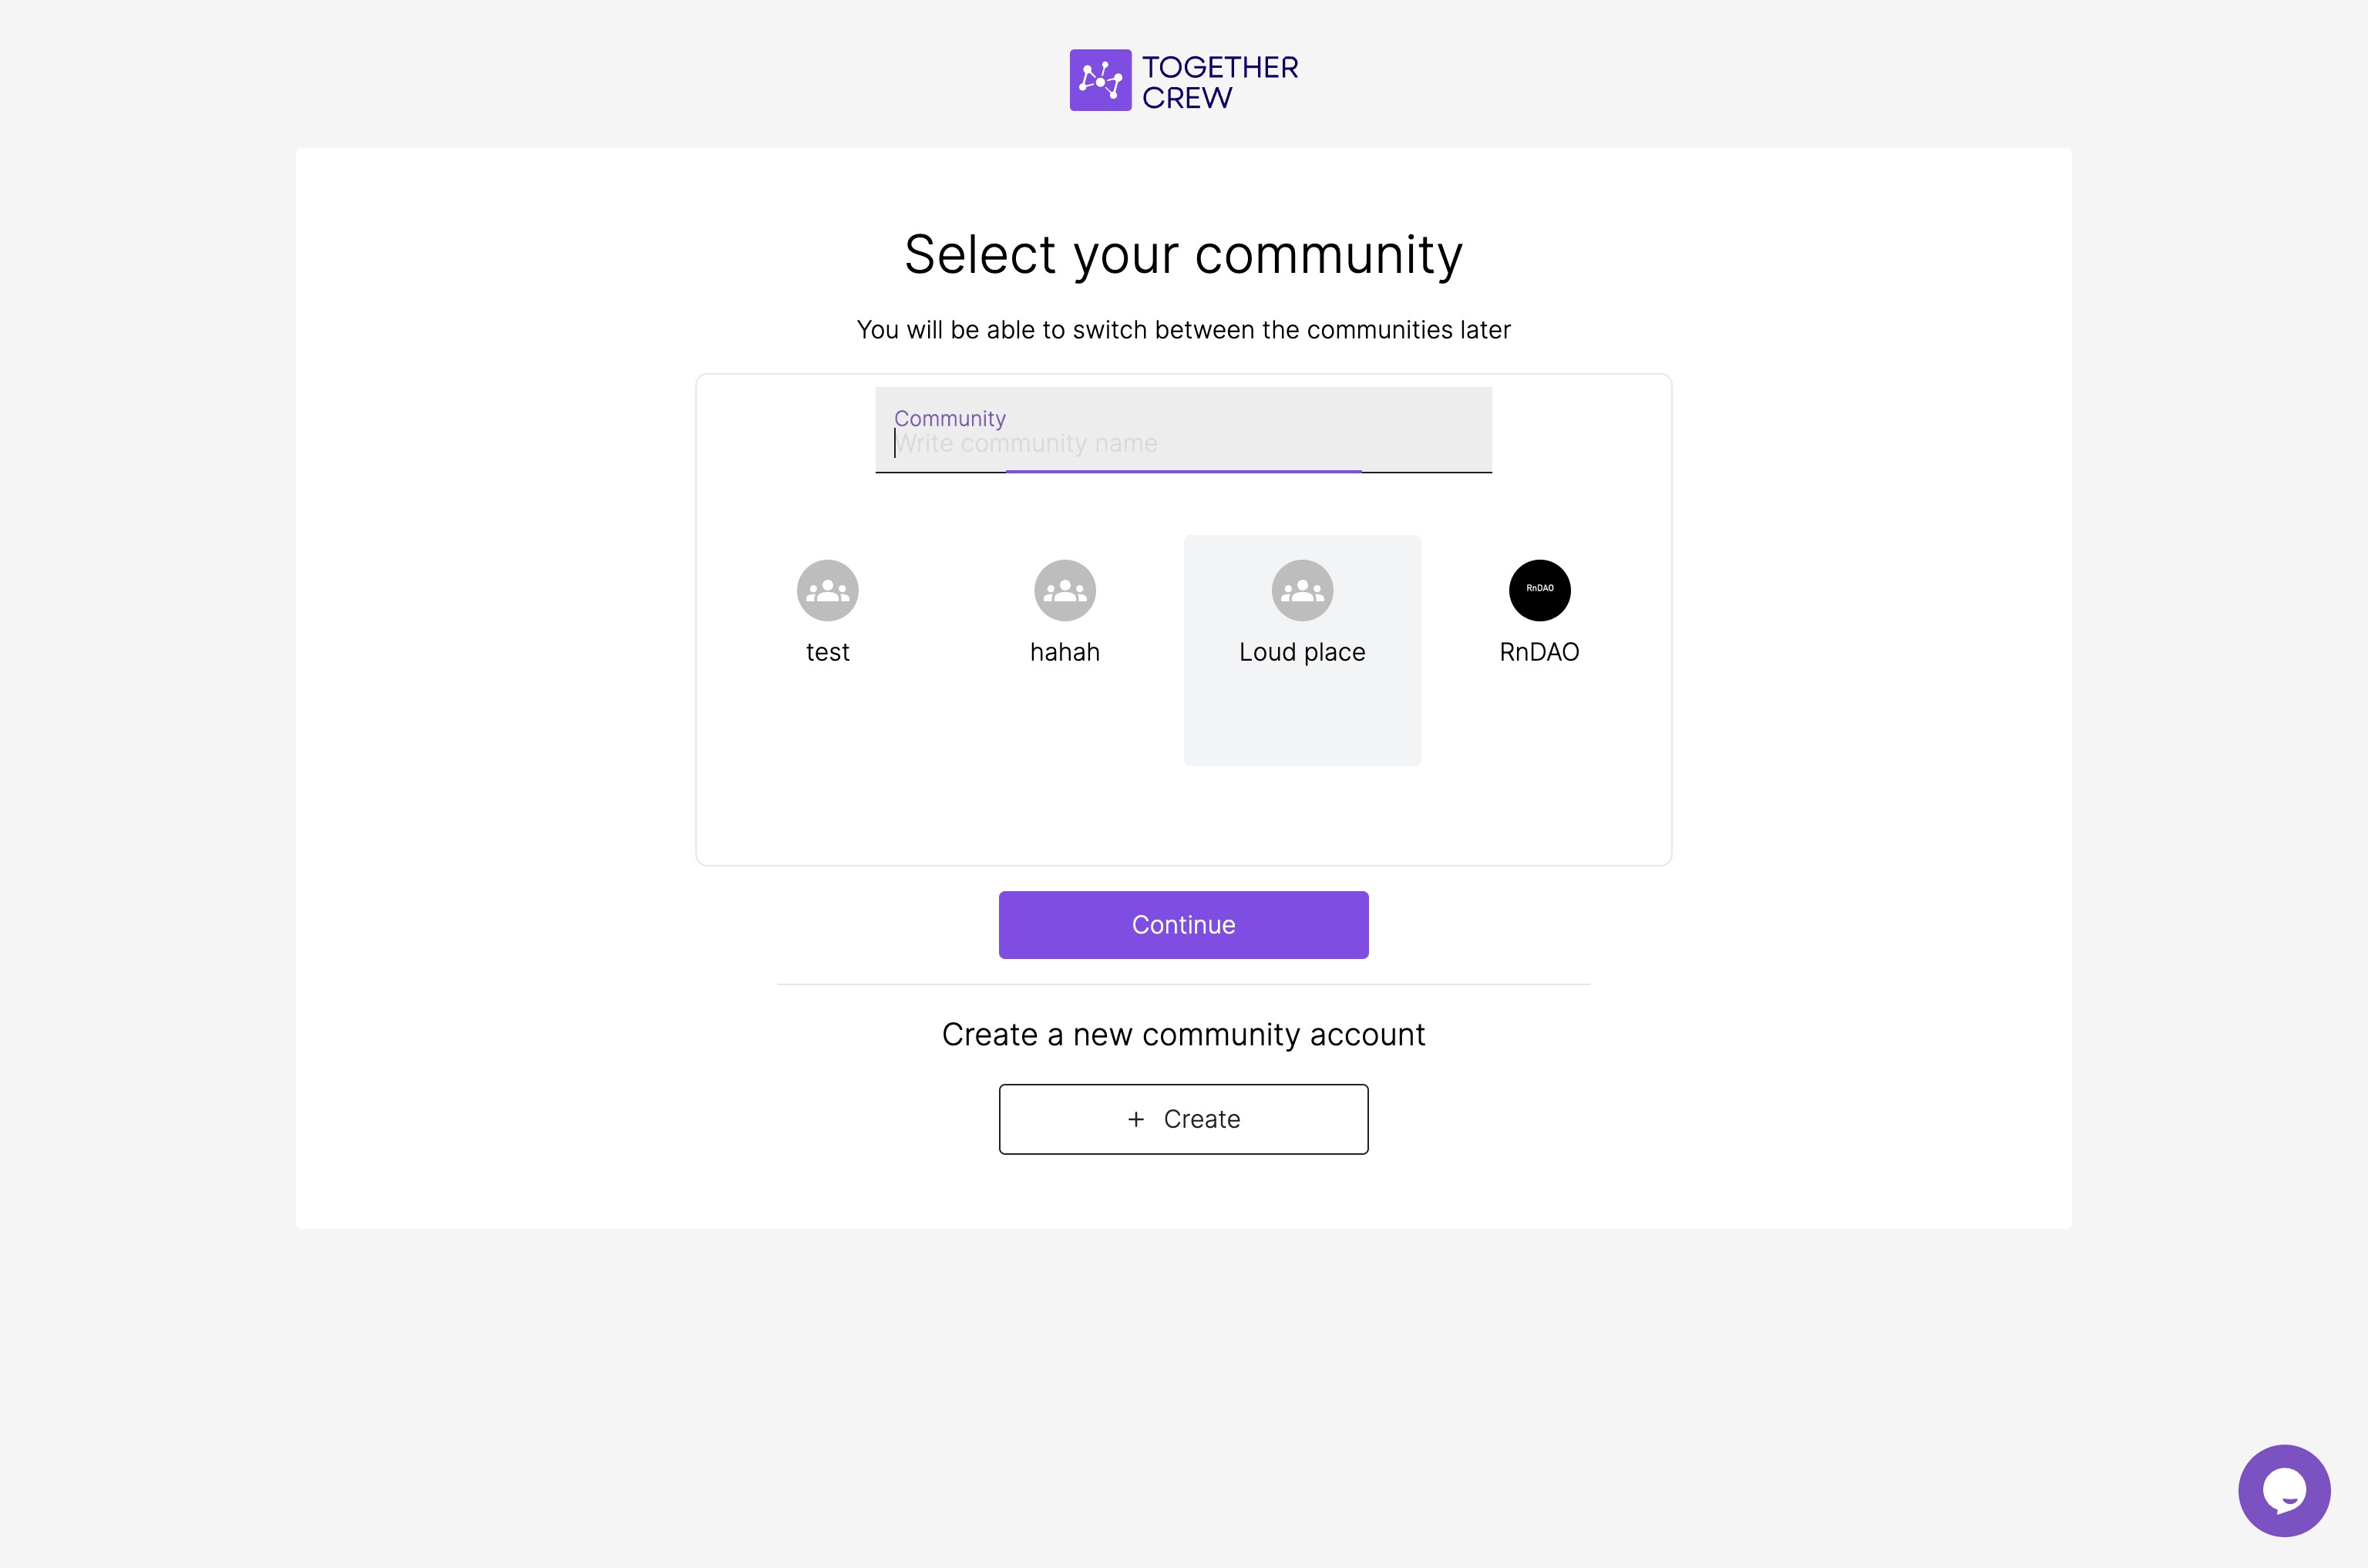 TOGETHER
CREW
Select your community
You will be able to switch between the communities later
Community
Write community name
test
hahah
Loud place
RnDAO
RnDAO
Continue
Create a new community account
+ Create